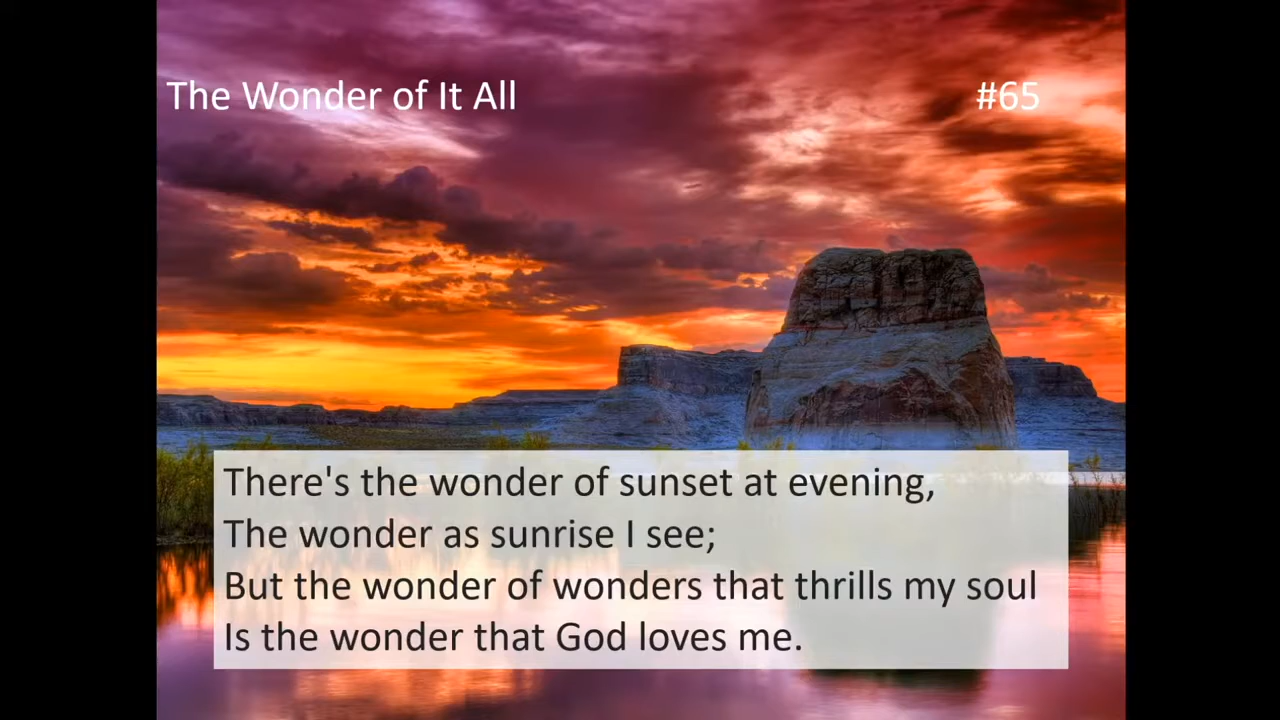 The Wonder of It All #65
There's the wonder of sunset at evening,
The wonder as sunrise I see;
But the wonder of wonders that thrills my soul
Is the wonder that God loves me.